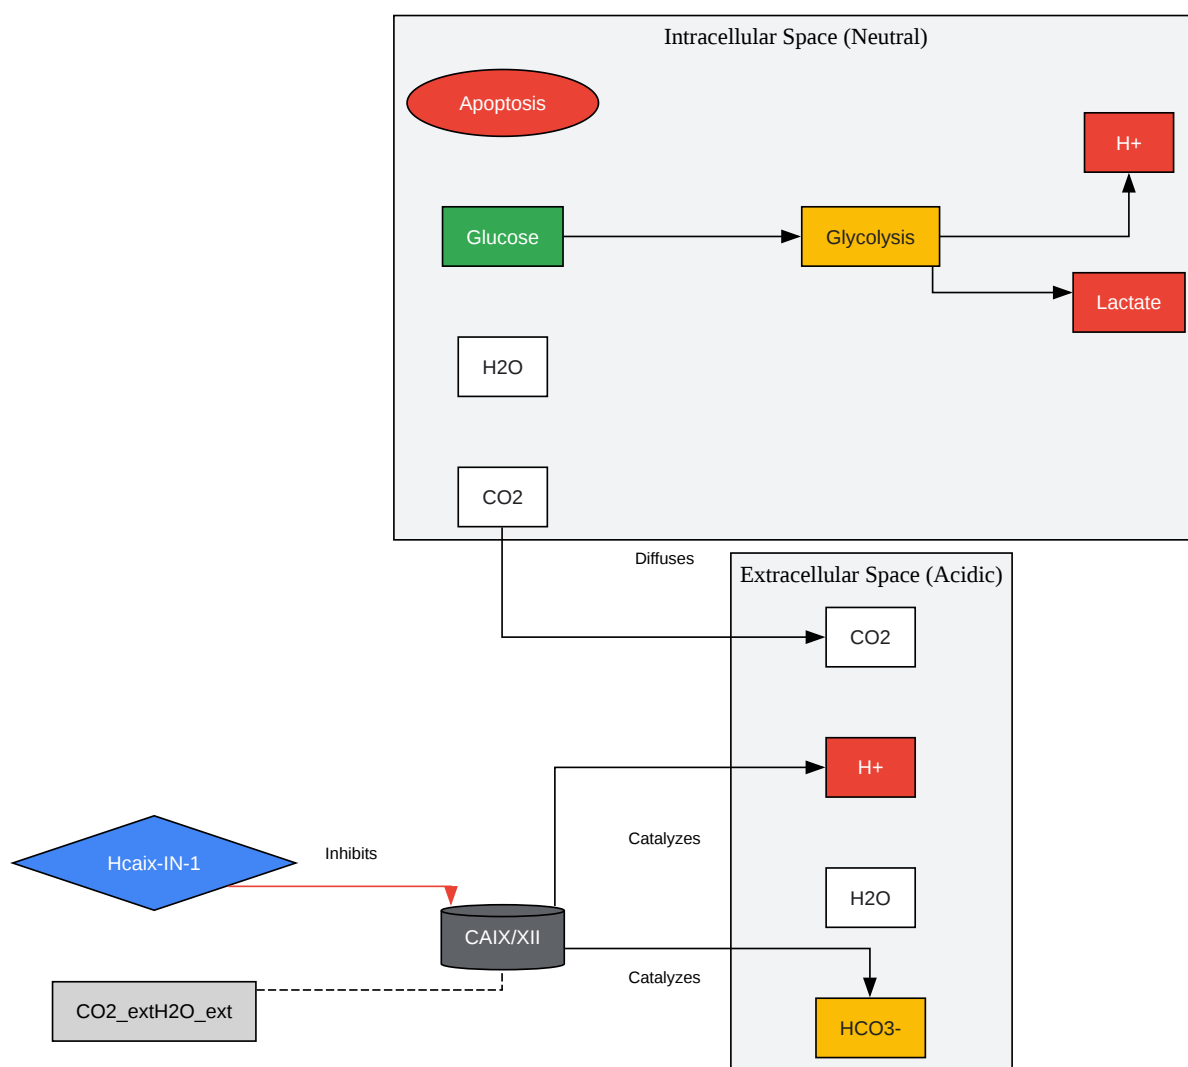 Intracellular Space (Neutral)
Apoptosis
H+
Glucose
Glycolysis
Lactate
H2O
CO2
Diffuses
Extracellular Space (Acidic)
CO2
H+
Catalyzes
Hcaix-IN-1
Inhibits
H2O
CAIX/XII
Catalyzes
CO2_extH2O_ext
HCO3-